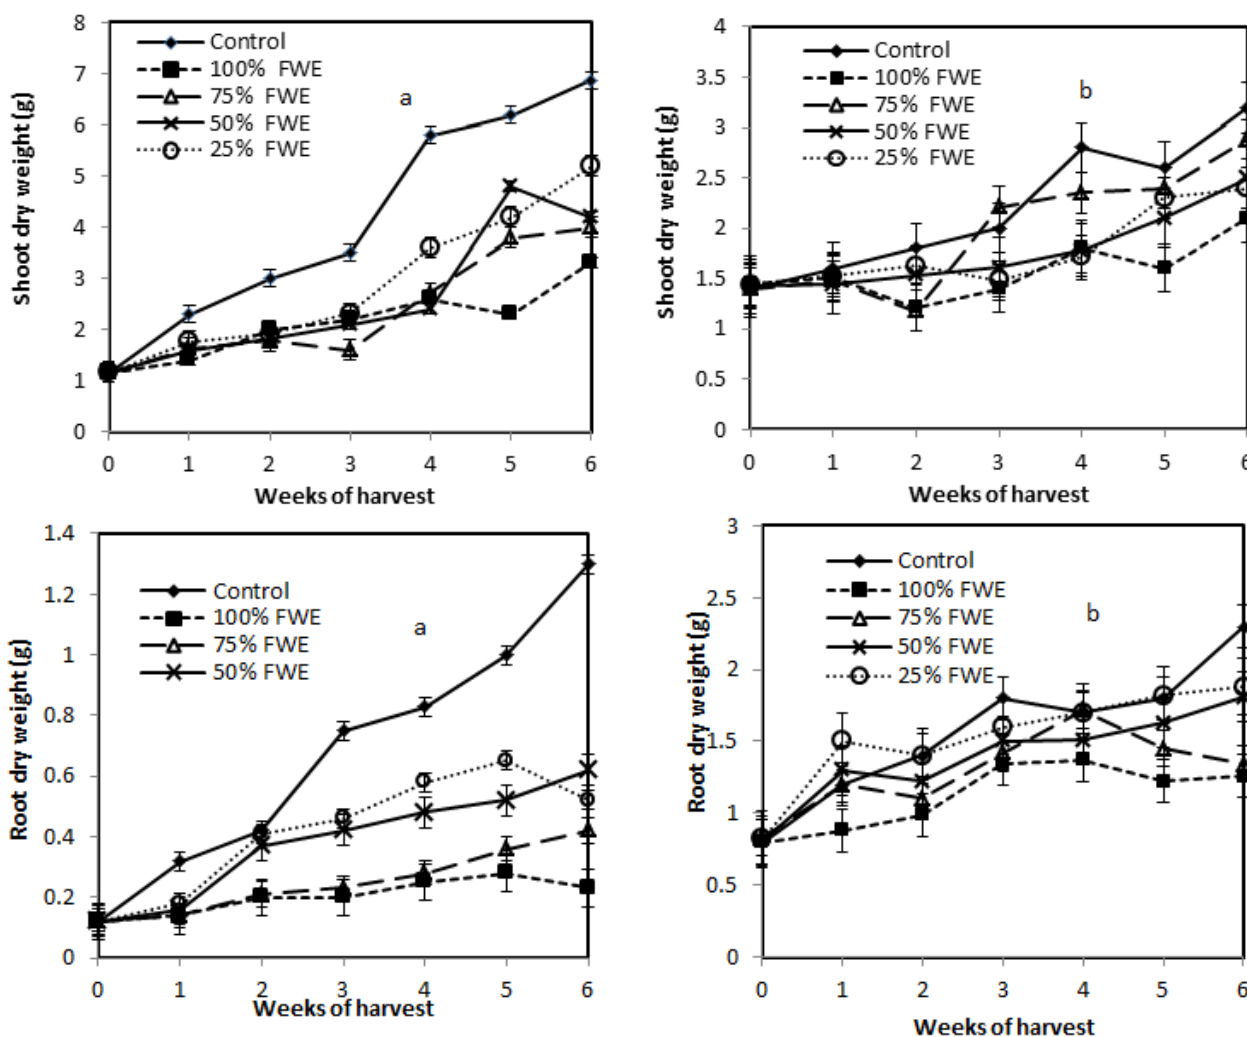 8
7
6
5
4
3
2
1
0
Shoot dry weight (g)
Control
100% FWE
75% FWE
50% FWE
25% FWE
a
0 1 2 3 4 5 6
Weeks of harvest
4
3.5
3
2.5
2
1.5
1
0.5
0
Shoot dry weight (g)
Control
100% FWE
75% FWE
50% FWE
25% FWE
b
0 1 2 3 4 5 6
Weeks of harvest
1.4
1.2
1
0.8
0.6
0.4
0.2
0
Root dry weight (g)
Control
100% FWE
75% FWE
50% FWE
a
0 1 2 3 4 5 6
Weeks of harvest
3
2.5
2
1.5
1
0.5
0
Root dry weight (g)
Control
100% FWE
75% FWE
50% FWE
25% FWE
b
0 1 2 3 4 5 6
Weeks of harvest